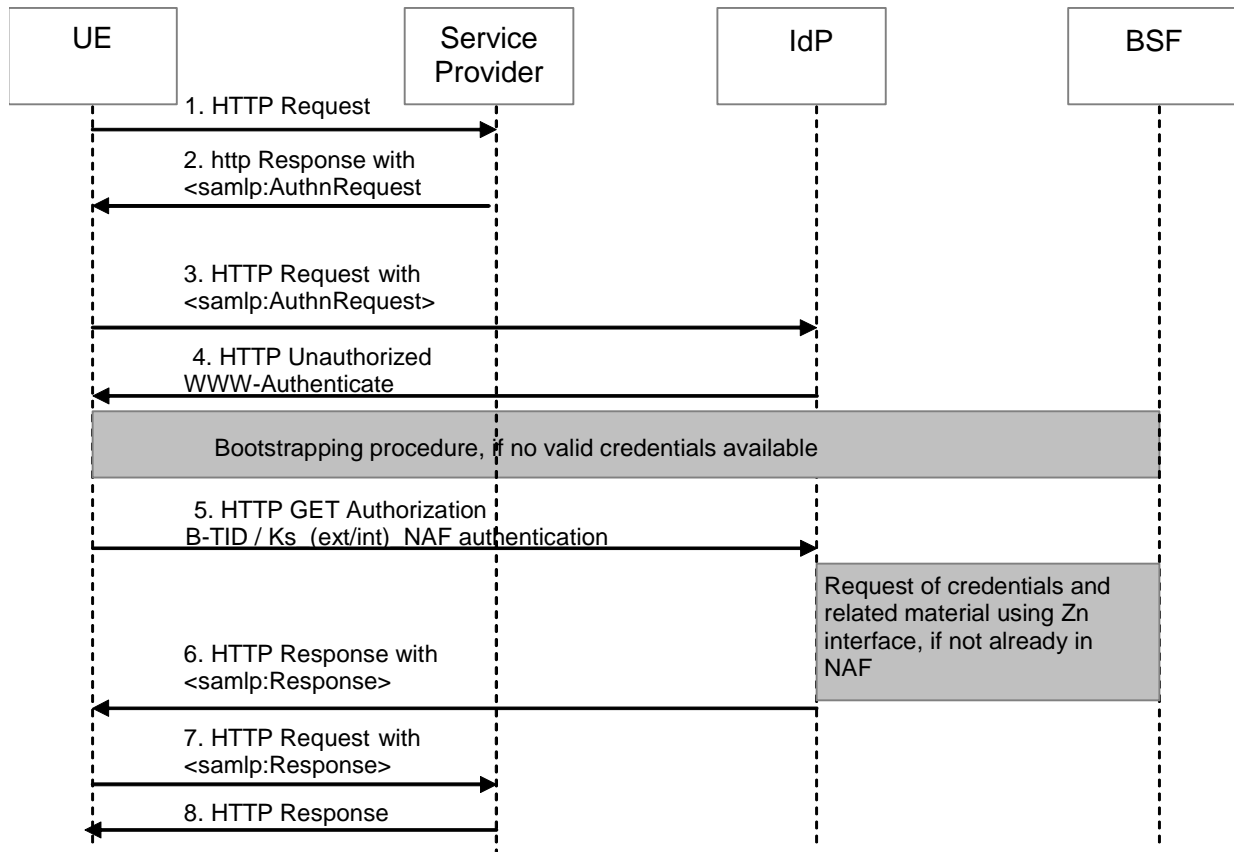 UE
Service
Provider
IdP
BSF
1. HTTP Request
2. http Response with
<samlp:AuthnRequest
3. HTTP Request with
<samlp:AuthnRequest>
4. HTTP Unauthorized
WWW-Authenticate
Bootstrapping procedure, if no valid credentials available
5. HTTP GET Authorization
B-TID / Ks_(ext/int)_NAF authentication
Request of credentials and
related material using Zn
interface, if not already in
NAF
6. HTTP Response with
<samlp:Response>
7. HTTP Request with
<samlp:Response>
8. HTTP Response